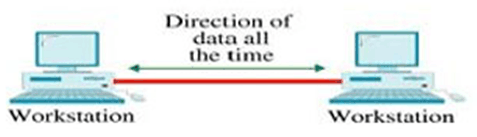 Direction of
data all
the time
Workstation
Workstation